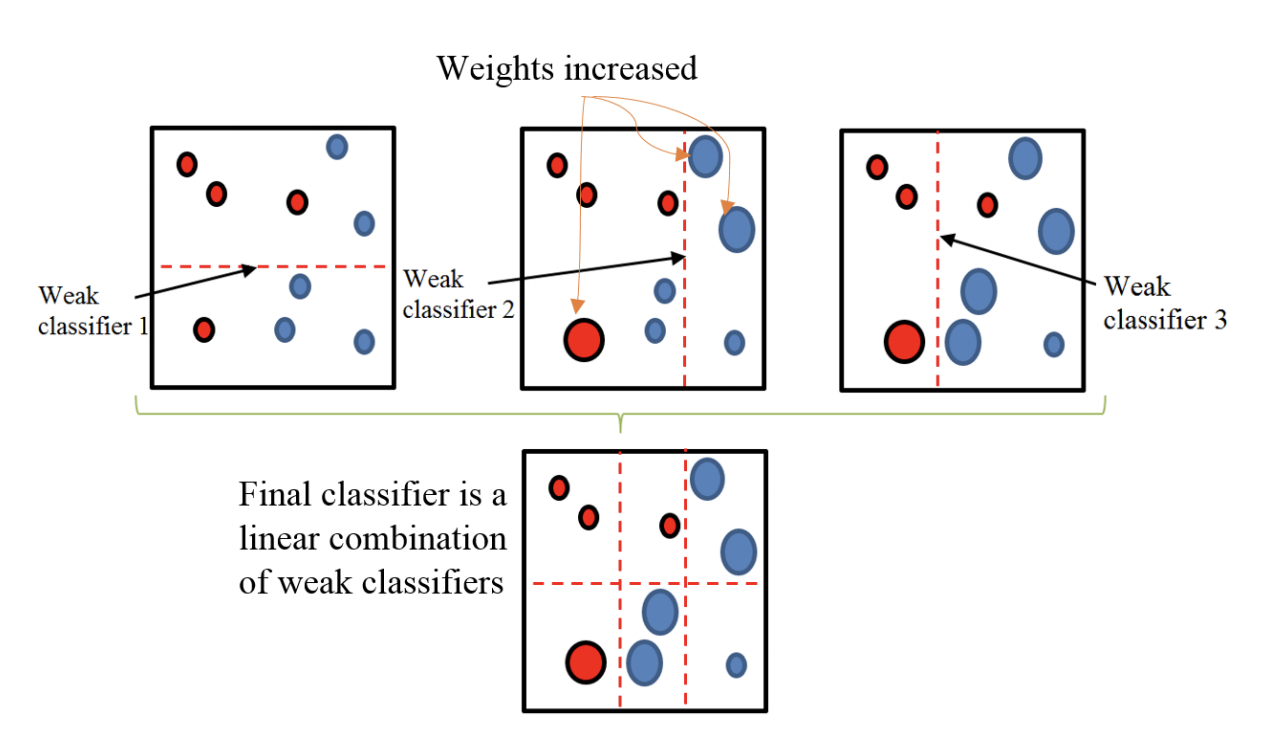 Weights increased
Weak
classifier 1
Weak
classifier 2
Weak
classifier 3
Final classifier is a
linear combination
of weak classifiers